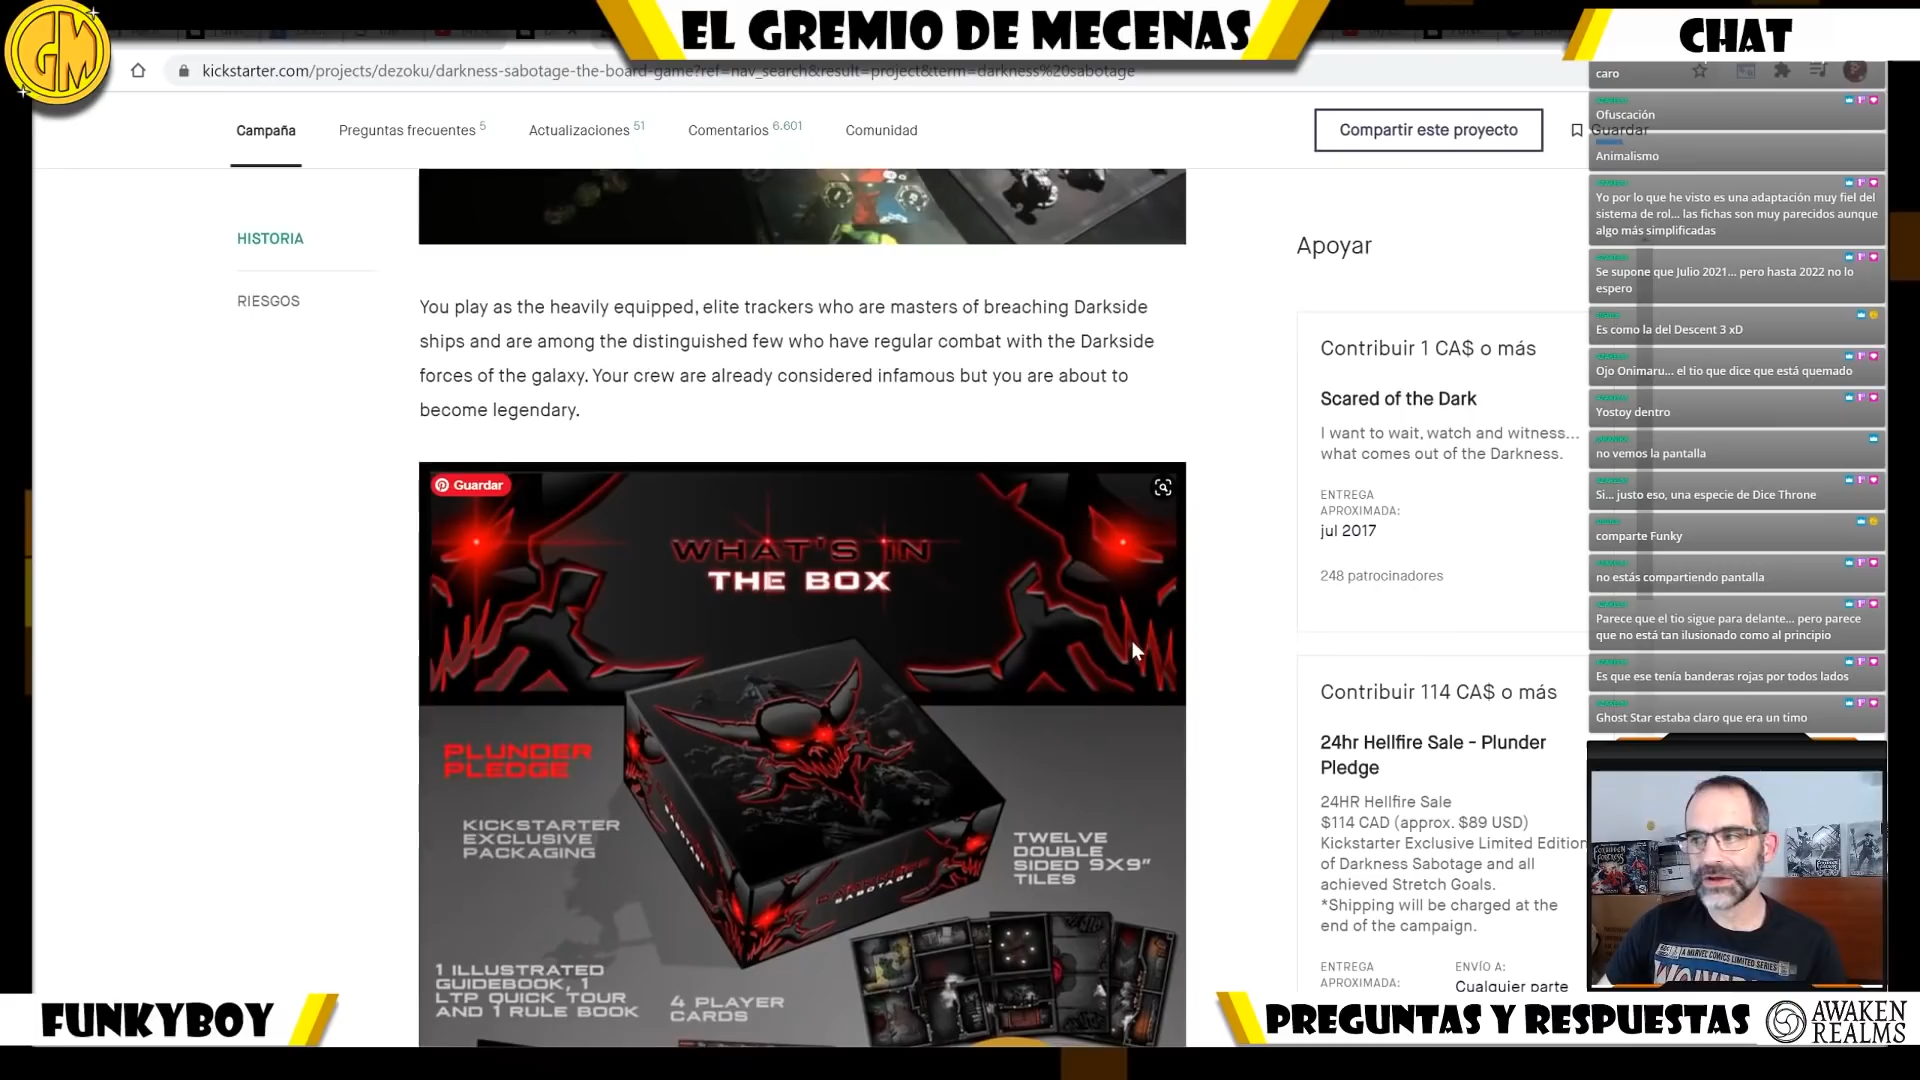 EL GREMIO DE MECENAS
CHAT
GM
kickstarter.com/projects/dezoku/darkness-sabotage-the-board-game?ref=nav_search&result=project&term=darkness%20sabotage
Campaña
Preguntas frecuentes 5
Actualizaciones 51
Comentarios 6.601
Comunidad
Compartir este proyecto
Guardar
HISTORIA
RIESGOS
You play as the heavily equipped, elite trackers who are masters of breaching Darkside
ships and are among the distinguished few who have regular combat with the Darkside
forces of the galaxy. Your crew are already considered infamous but you are about to
become legendary.
Guardar
WHAT'S IN
THE BOX
PLUNDER
PLEDGE
KICKSTARTER
EXCLUSIVE
PACKAGING
TWELVE
DOUBLE
SIDED 9X9"
TILES
SABOTAGE
1 ILLUSTRATED
GUIDEBOOK, 1
LTP QUICK TOUR
AND 1 RULE BOOK
4 PLAYER
CARDS
Apoyar
Contribuir 1 CA$ o más
Scared of the Dark
I want to wait, watch and witness...
what comes out of the Darkness.
ENTREGA
APROXIMADA:
jul 2017
248 patrocinadores
Contribuir 114 CA$ o más
24hr Hellfire Sale - Plunder
Pledge
24HR Hellfire Sale
$114 CAD (approx. $89 USD)
Kickstarter Exclusive Limited Edition
of Darkness Sabotage and all
achieved Stretch Goals.
*Shipping will be charged at the
end of the campaign.
ENTREGA
APROXIMADA:
ENVÍO A:
Cualquier parte
caro
Ofuscación
Animalismo
Yo por lo que he visto es una adaptación muy fiel del
sistema de rol... las fichas son muy parecidos aunque
algo más simplificadas
Se supone que Julio 2021... pero hasta 2022 no lo
espero
Es como la del Descent 3 xD
Ojo Onimaru... el tio que dice que está quemado
Yostoy dentro
no vemos la pantalla
Si... justo eso, una especie de Dice Throne
comparte Funky
no estás compartiendo pantalla
Parece que el tio sigue para delante... pero parece
que no está tan ilusionado como al principio
Es que ese tenía banderas rojas por todos lados
Ghost Star estaba claro que era un timo
A MARVEL COMICS LIMITED SERIES
FUNKYBOY
PREGUNTAS Y RESPUESTAS
AWAKEN
REALMS